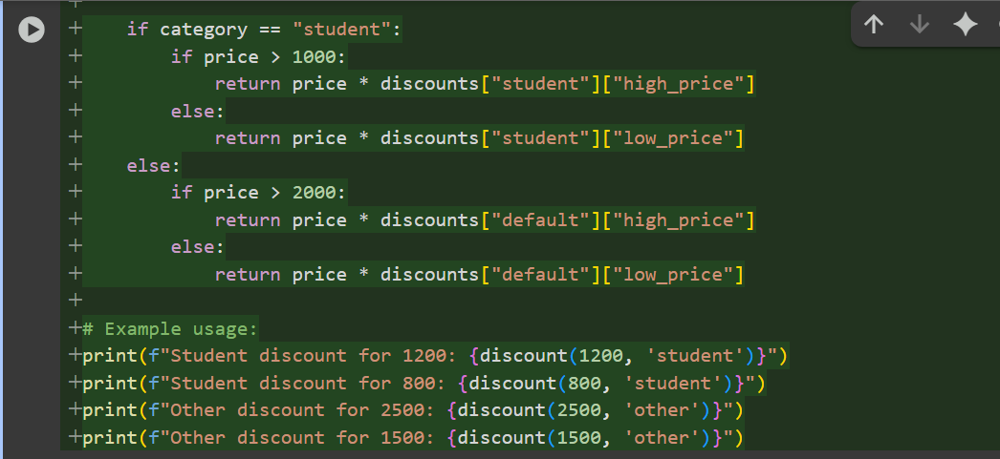 +
+    if category == "student":
+        if price > 1000:
+            return price * discounts["student"]["high_price"]
+        else:
+            return price * discounts["student"]["low_price"]
+    else:
+        if price > 2000:
+            return price * discounts["default"]["high_price"]
+        else:
+            return price * discounts["default"]["low_price"]
+
+# Example usage:
+print(f"Student discount for 1200: {discount(1200, 'student')}")
+print(f"Student discount for 800: {discount(800, 'student')}")
+print(f"Other discount for 2500: {discount(2500, 'other')}")
+print(f"Other discount for 1500: {discount(1500, 'other')}")